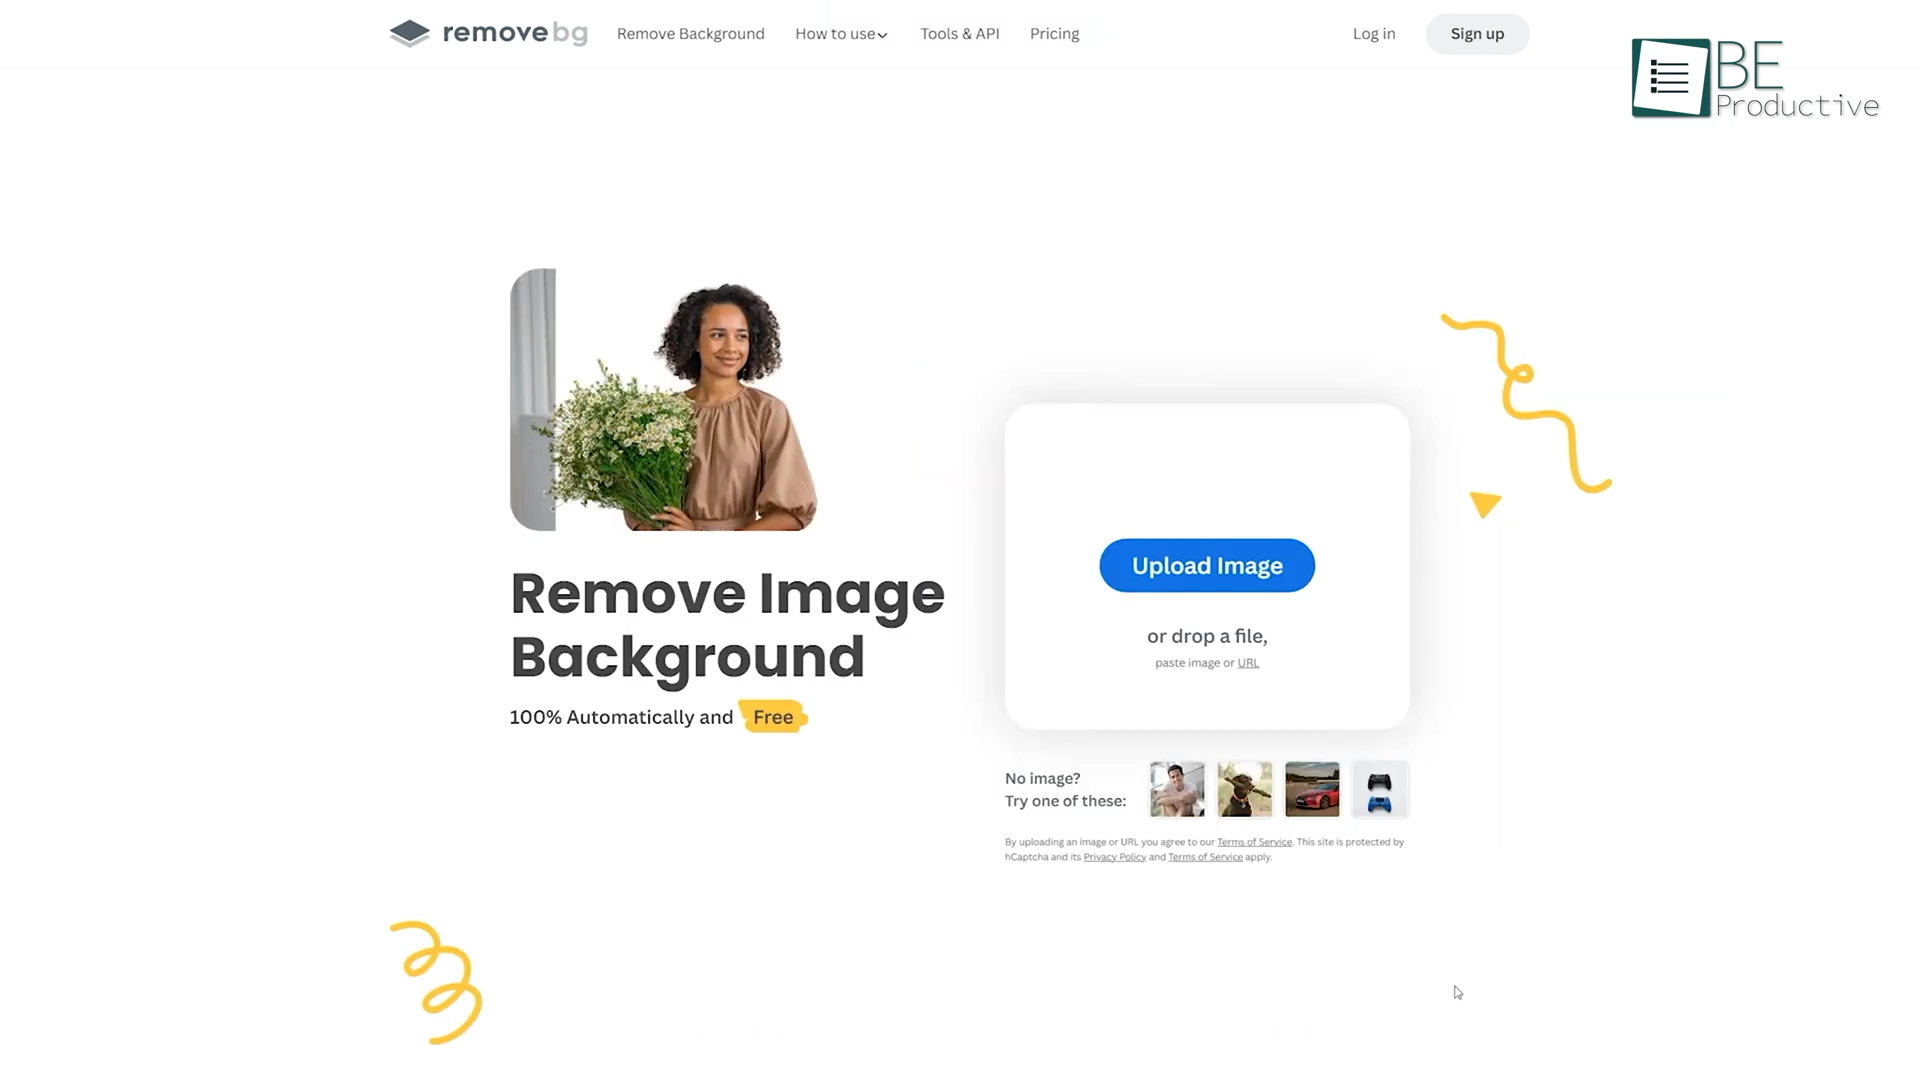 removebg
Remove Background
How to use
Tools & API
Pricing
Log in
Sign up
BE
Productive
Remove Image
Background
100% Automatically and Free
Upload Image
or drop a file,
paste image or URL
No image?
Try one of these:
By uploading an image or URL you agree to our Terms of Service. This site is protected by
hCaptcha and its Privacy Policy and Terms of Service apply.